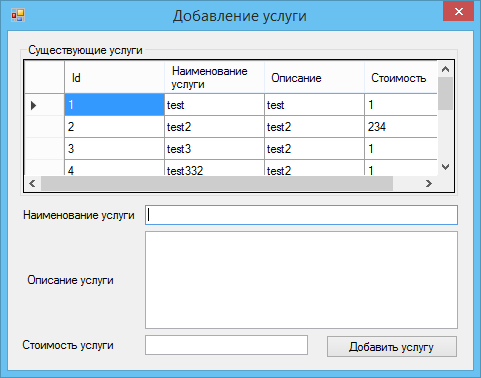 Добавление услуги
Существующие услуги
Id Наименование услуги Описание Стоимость
1 test test 1
2 test2 test2 234
3 test3 test2 1
4 test332 test2 1
Наименование услуги
Описание услуги
Стоимость услуги
Добавить услугу